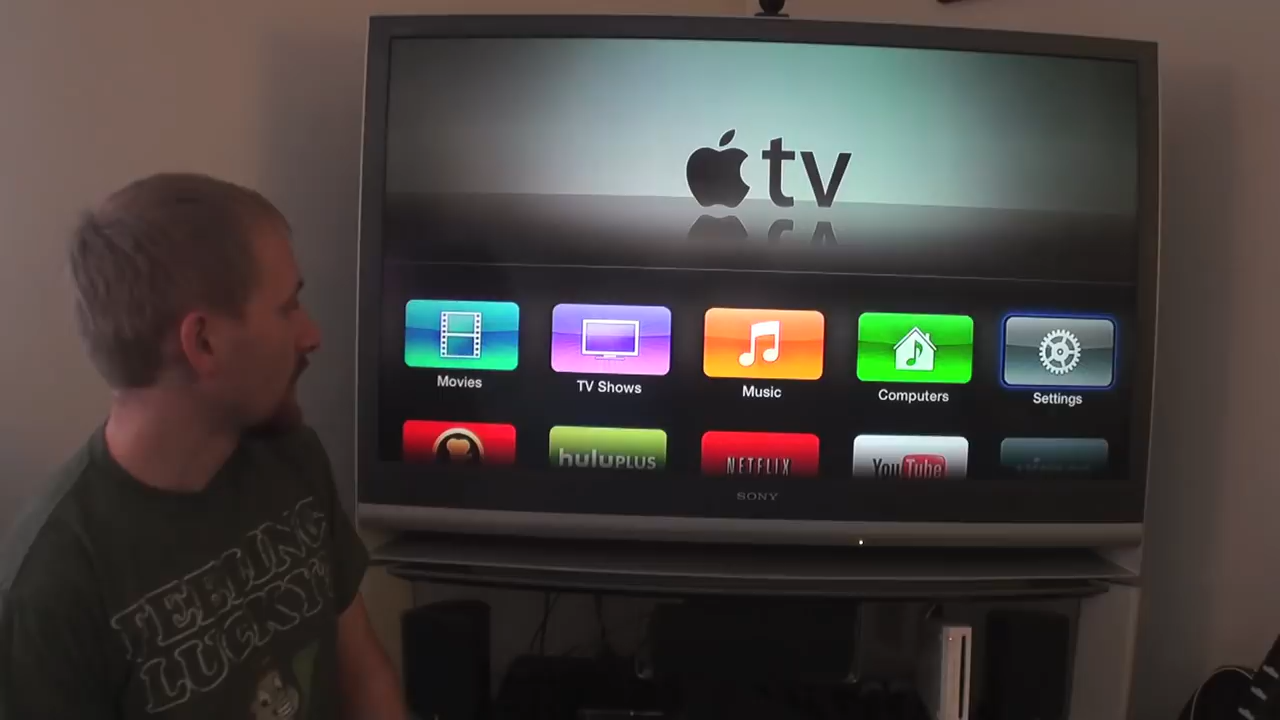 tv
Movies
TV Shows
Music
Computers
Settings
huluPLUS
NETFLIX
YouTube
SONY
FEELING
LUCKY?